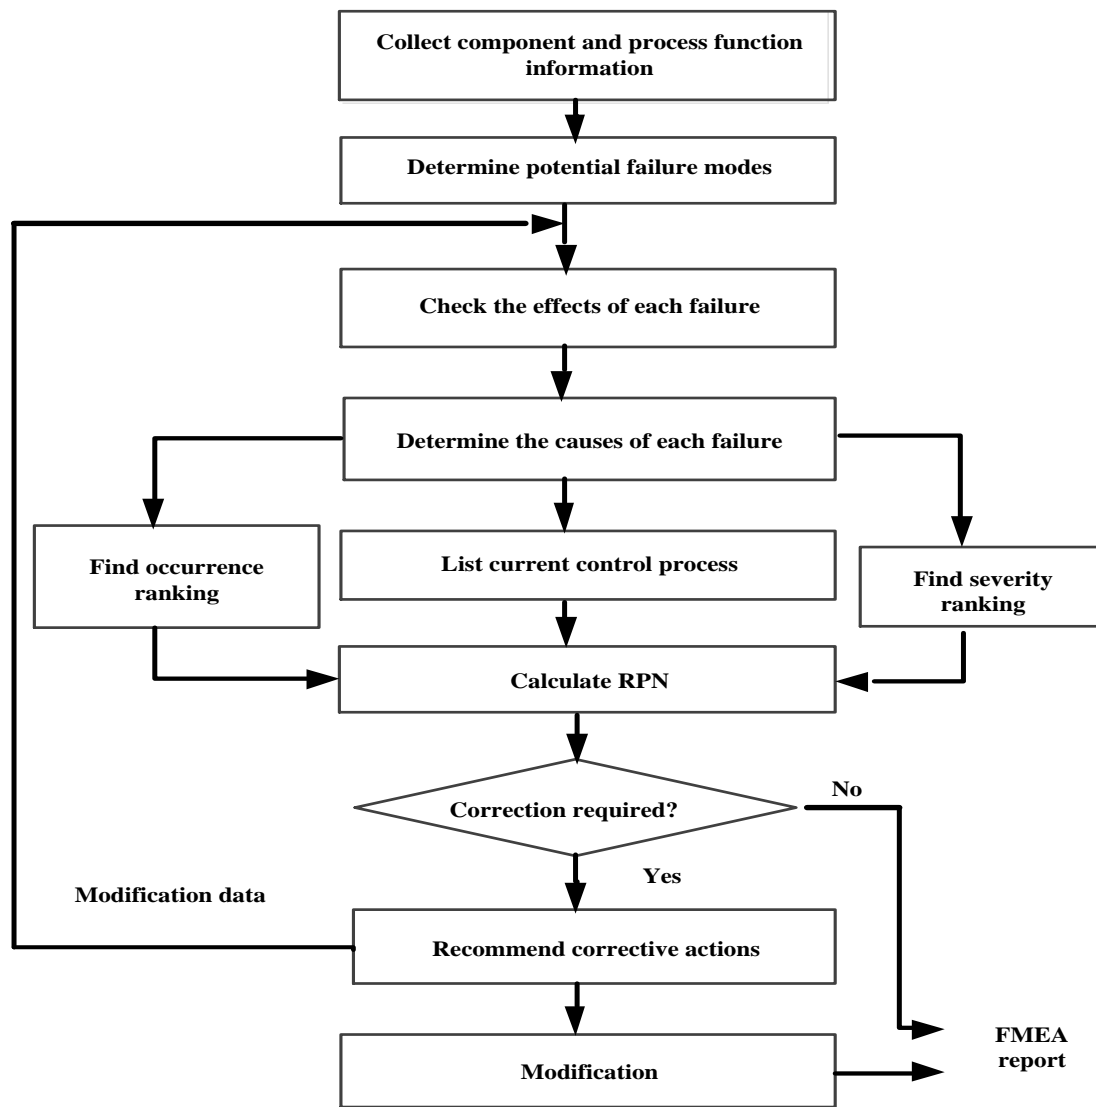 Collect component and process function
information
Determine potential failure modes
Check the effects of each failure
Determine the causes of each failure
Find occurrence
ranking
List current control process
Find severity
ranking
Calculate RPN
Correction required?
No
Yes
Modification data
Recommend corrective actions
Modification
FMEA
report